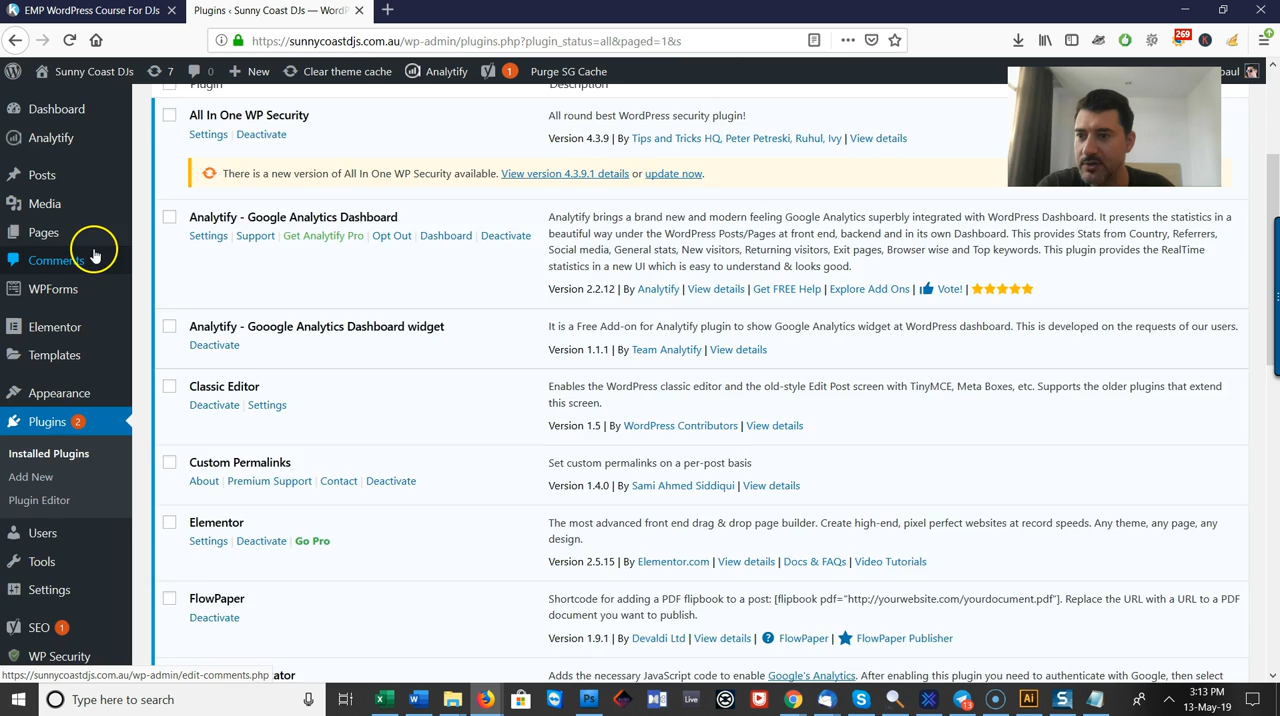 EMP WordPress Course For DJs
Plugins ‹ Sunny Coast DJs — WordP
https://sunnycoastdjs.com.au/wp-admin/plugins.php?plugin_status=all&paged=1&s
269
Sunny Coast DJs 7 0 New Clear theme cache Analytify 1 Purge SG Cache
paul
Dashboard
Analytify
Posts
Media
Pages
Comments
WPForms
Elementor
Templates
Appearance
Plugins 2
Installed Plugins
Add New
Plugin Editor
Users
Tools
Settings
SEO 1
WP Security
Plugin Description
All In One WP Security
Settings | Deactivate
All round best WordPress security plugin!
Version 4.3.9 | By Tips and Tricks HQ, Peter Petreski, Ruhul, Ivy | View details
There is a new version of All In One WP Security available. View version 4.3.9.1 details or update now.
Analytify - Google Analytics Dashboard
Settings | Support | Get Analytify Pro | Opt Out | Dashboard | Deactivate
Analytify brings a brand new and modern feeling Google Analytics superbly integrated with WordPress Dashboard. It presents the statistics in a
beautiful way under the WordPress Posts/Pages at front end, backend and in its own Dashboard. This provides Stats from Country, Referrers,
Social media, General stats, New visitors, Returning visitors, Exit pages, Browser wise and Top keywords. This plugin provides the RealTime
statistics in a new UI which is easy to understand & looks good.
Version 2.2.12 | By Analytify | View details | Get FREE Help | Explore Add Ons | Vote! |
Analytify - Gooogle Analytics Dashboard widget
Deactivate
It is a Free Add-on for Analytify plugin to show Google Analytics widget at WordPress dashboard. This is developed on the requests of our users.
Version 1.1.1 | By Team Analytify | View details
Classic Editor
Deactivate | Settings
Enables the WordPress classic editor and the old-style Edit Post screen with TinyMCE, Meta Boxes, etc. Supports the older plugins that extend
this screen.
Version 1.5 | By WordPress Contributors | View details
Custom Permalinks
About | Premium Support | Contact | Deactivate
Set custom permalinks on a per-post basis
Version 1.4.0 | By Sami Ahmed Siddiqui | View details
Elementor
Settings | Deactivate | Go Pro
The most advanced front end drag & drop page builder. Create high-end, pixel perfect websites at record speeds. Any theme, any page, any
design.
Version 2.5.15 | By Elementor.com | View details | Docs & FAQs | Video Tutorials
FlowPaper
Deactivate
Shortcode for adding a PDF flipbook to a post: [flipbook pdf="http://yourwebsite.com/yourdocument.pdf"]. Replace the URL with a URL to a PDF
document you want to publish.
Version 1.9.1 | By Devaldi Ltd | View details | FlowPaper | FlowPaper Publisher
ator
Adds the necessary JavaScript code to enable Google's Analytics. After enabling this plugin you need to authenticate with Google, then select
https://sunnycoastdjs.com.au/wp-admin/edit-comments.php
Type here to search
Live
13
3:13 PM
13-May-19